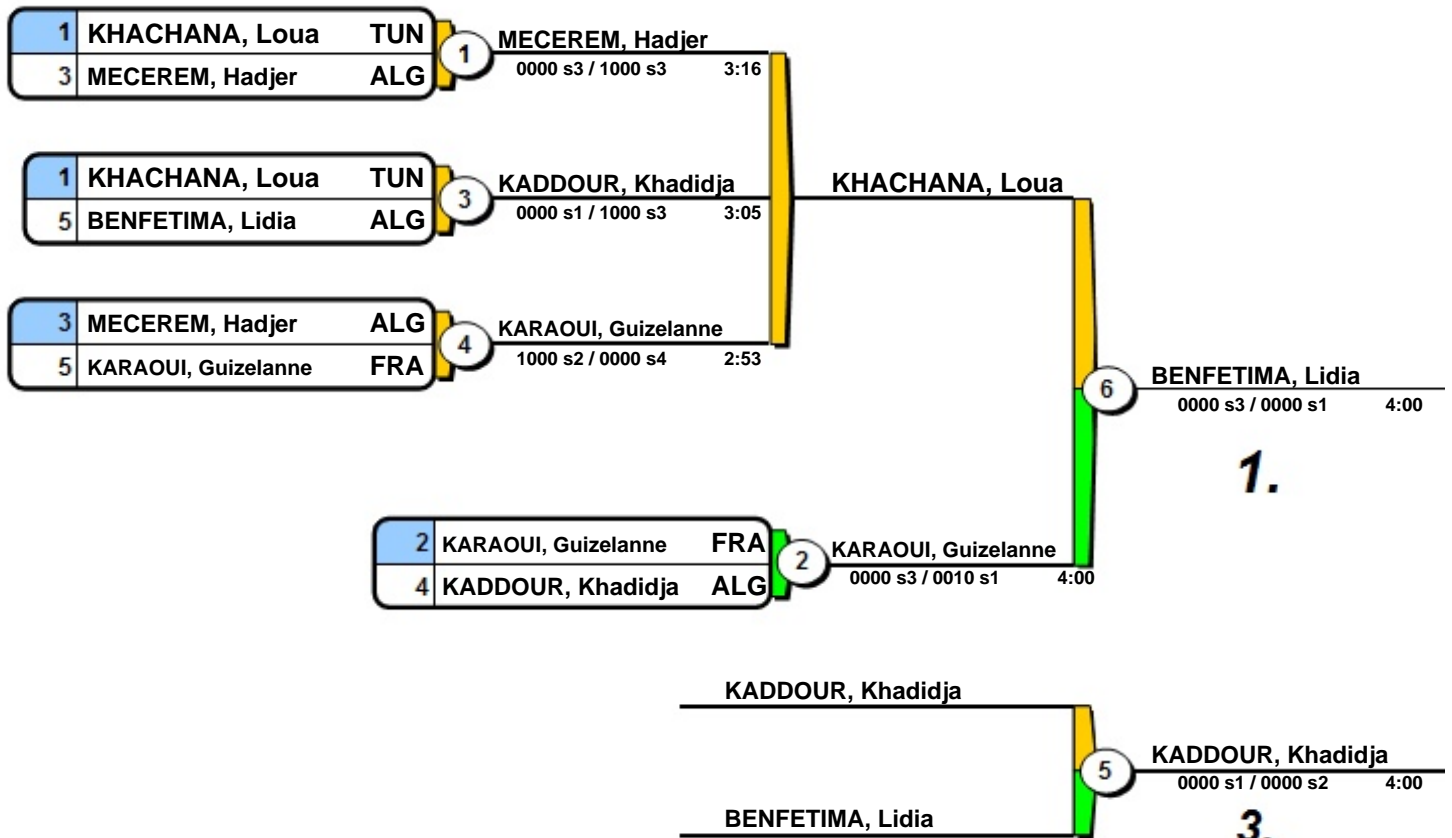 1 KHACHANA, Loua TUN
3 MECEREM, Hadjer ALG
1
MECEREM, Hadjer
0000 s3 / 1000 s3 3:16
1 KHACHANA, Loua TUN
5 BENFETIMA, Lidia ALG
3
KADDOUR, Khadidja
0000 s1 / 1000 s3 3:05
KHACHANA, Loua
3 MECEREM, Hadjer ALG
5 KARAOUI, Guizelanne FRA
4
KARAOUI, Guizelanne
1000 s2 / 0000 s4 2:53
6
BENFETIMA, Lidia
0000 s3 / 0000 s1 4:00
1.
2 KARAOUI, Guizelanne FRA
4 KADDOUR, Khadidja ALG
2
KARAOUI, Guizelanne
0000 s3 / 0010 s1 4:00
KADDOUR, Khadidja
5
KADDOUR, Khadidja
0000 s1 / 0000 s2 4:00
BENFETIMA, Lidia
3.